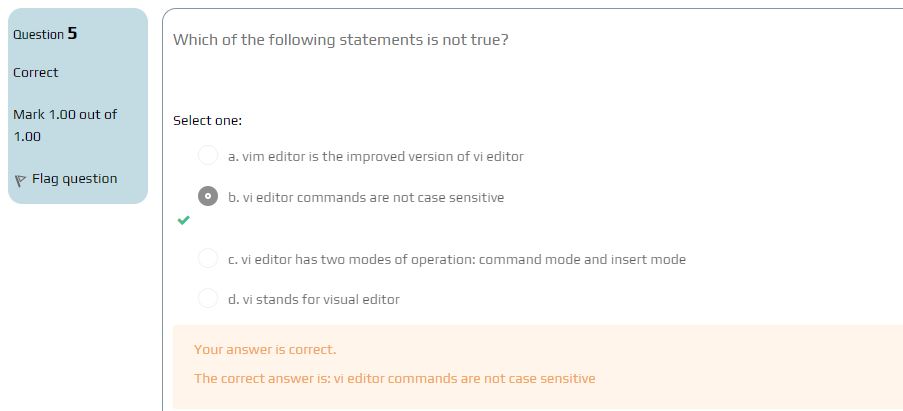 Question 5
Correct
Mark 1.00 out of
1.00
Flag question
Which of the following statements is not true?
Select one:
a. vim editor is the improved version of vi editor
b. vi editor commands are not case sensitive
c. vi editor has two modes of operation: command mode and insert mode
d. vi stands for visual editor
Your answer is correct.
The correct answer is: vi editor commands are not case sensitive